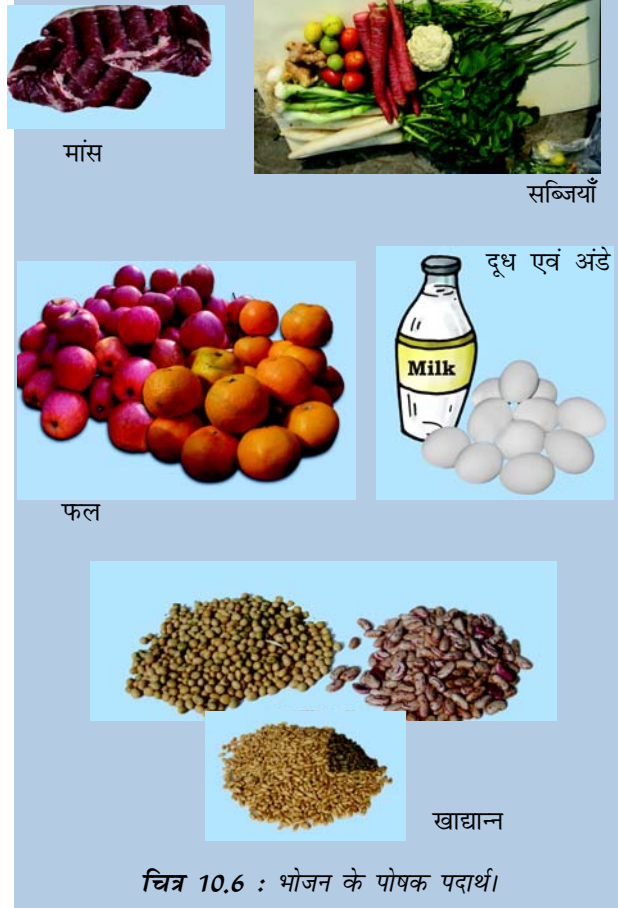 मांस
सब्जियाँ
दूध एवं अंडे
Milk
फल
खाद्यान्न
चित्र 10.6 : भोजन के पोषक पदार्थ।